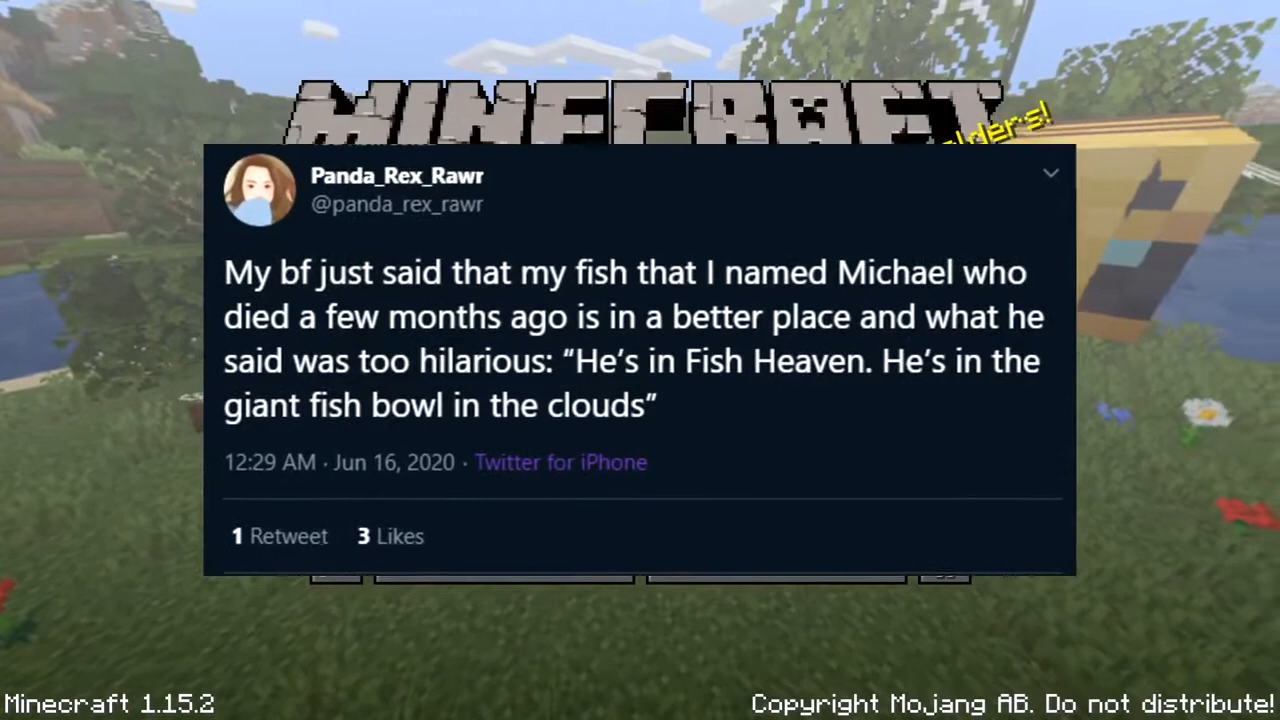 MINECRAFT
Panda_Rex_Rawr
@panda_rex_rawr
My bf just said that my fish that I named Michael who
died a few months ago is in a better place and what he
said was too hilarious: “He’s in Fish Heaven. He’s in the
giant fish bowl in the clouds”
12:29 AM · Jun 16, 2020 · Twitter for iPhone
1 Retweet 3 Likes
Minecraft 1.15.2
Copyright Mojang AB. Do not distribute!